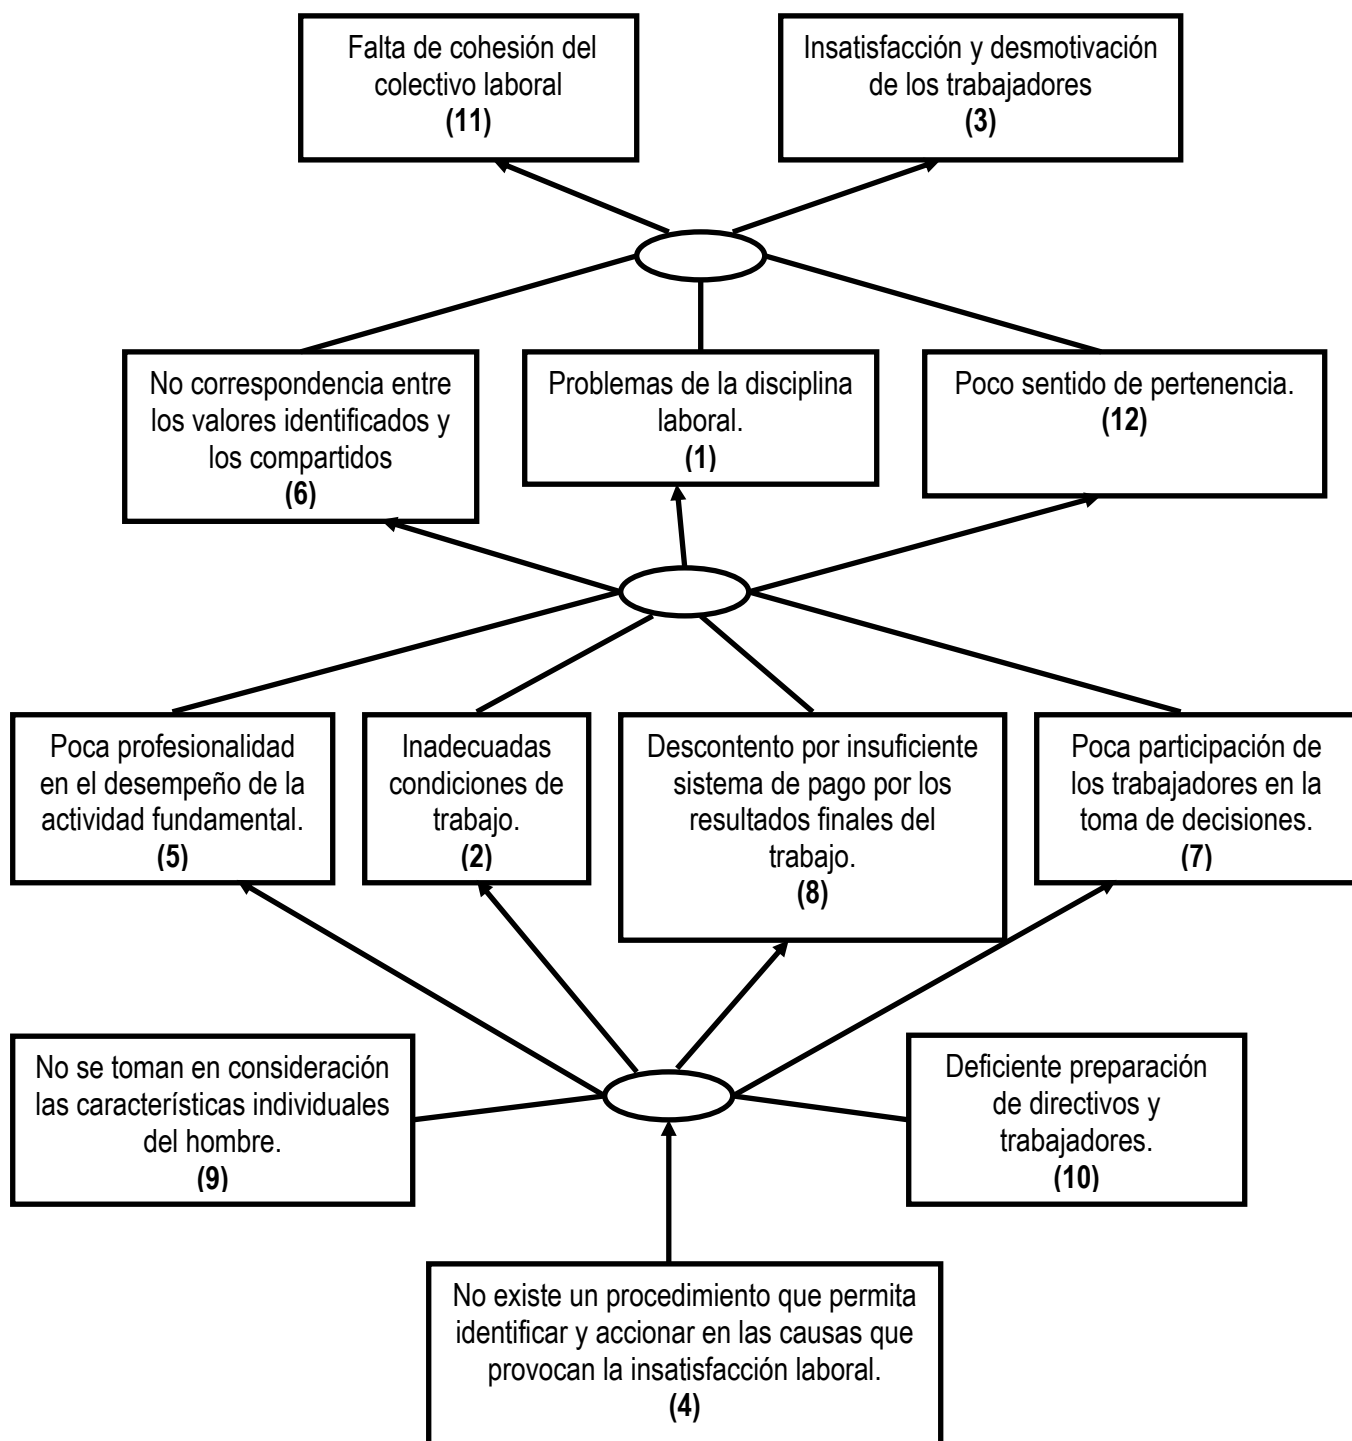 Falta de cohesión del
colectivo laboral
(11)
Insatisfacción y desmotivación
de los trabajadores
(3)
No correspondencia entre
los valores identificados y
los compartidos
(6)
Problemas de la disciplina
laboral.
(1)
Poco sentido de pertenencia.
(12)
Poca profesionalidad
en el desempeño de la
actividad fundamental.
(5)
Inadecuadas
condiciones de
trabajo.
(2)
Descontento por insuficiente
sistema de pago por los
resultados finales del
trabajo.
(8)
Poca participación de
los trabajadores en la
toma de decisiones.
(7)
No se toman en consideración
las características individuales
del hombre.
(9)
Deficiente preparación
de directivos y
trabajadores.
(10)
No existe un procedimiento que permita
identificar y accionar en las causas que
provocan la insatisfacción laboral.
(4)